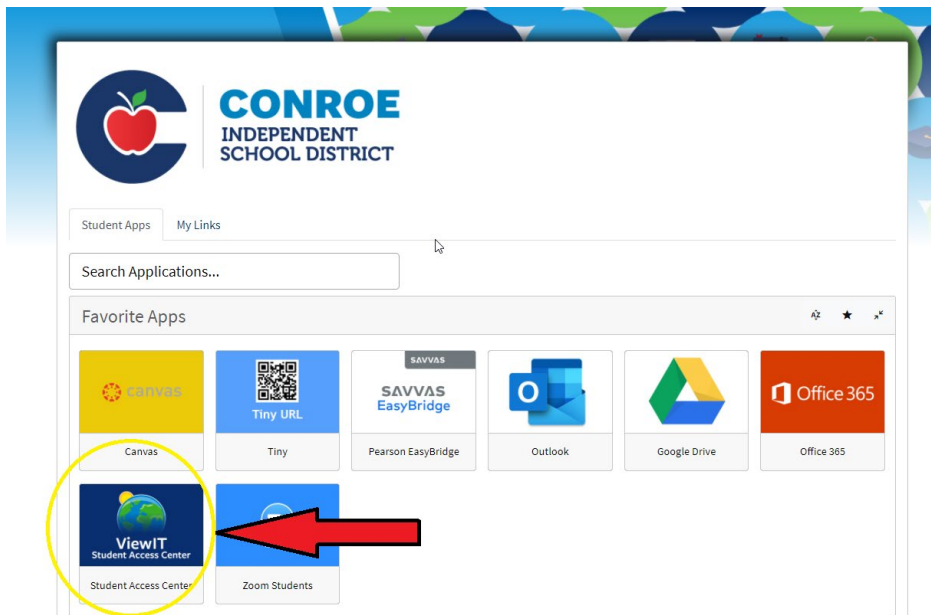 CONROE
INDEPENDENT
SCHOOL DISTRICT
Student Apps
My Links
Search Applications...
Favorite Apps
AZ
canvas
Tiny URL
SAVVAS
SAVVAS
EasyBridge
Office 365
Canvas
Tiny
Pearson EasyBridge
Outlook
Google Drive
Office 365
ViewIT
Student Access Center
Student Access Center
Zoom Students